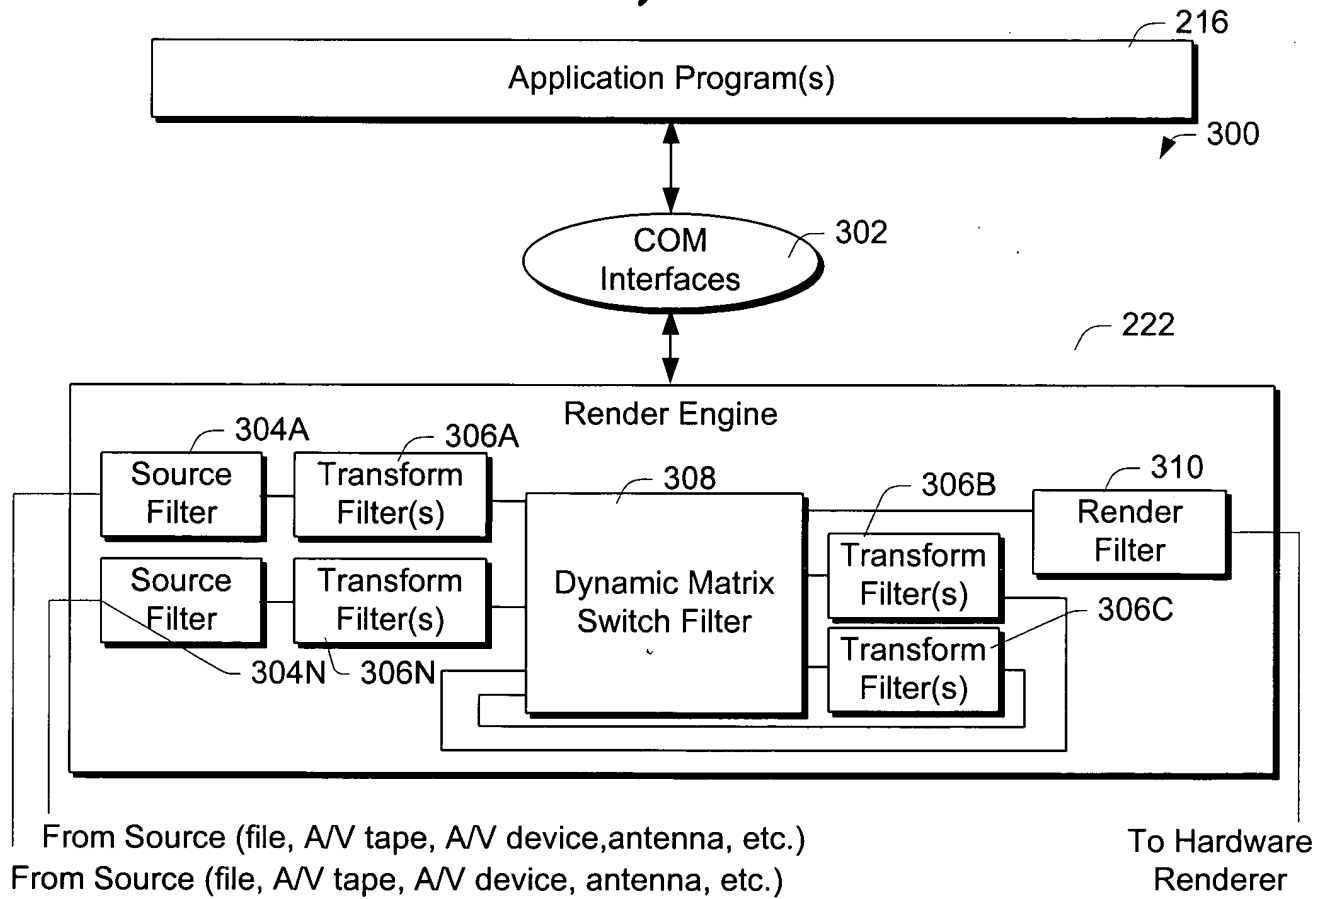 216
Application Program(s)
300
COM
Interfaces
302
222
Render Engine
304A
306A
Source
Filter
Transform
Filter(s)
308
306B
310
Render
Filter
Source
Filter
Transform
Filter(s)
Dynamic Matrix
Switch Filter
Transform
Filter(s)
306C
Transform
Filter(s)
304N
306N
From Source (file, A/V tape, A/V device,antenna, etc.)
From Source (file, A/V tape, A/V device, antenna, etc.)
To Hardware
Renderer